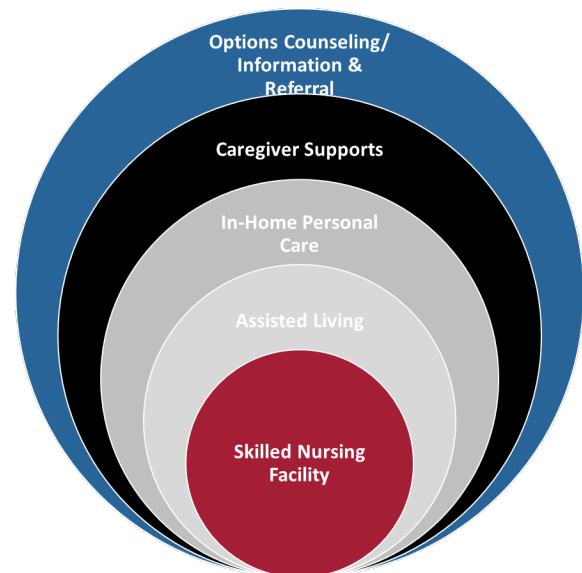 Options Counseling/
Information &
Referral
Caregiver Supports
In-Home Personal
Care
Assisted Living
Skilled Nursing
Facility